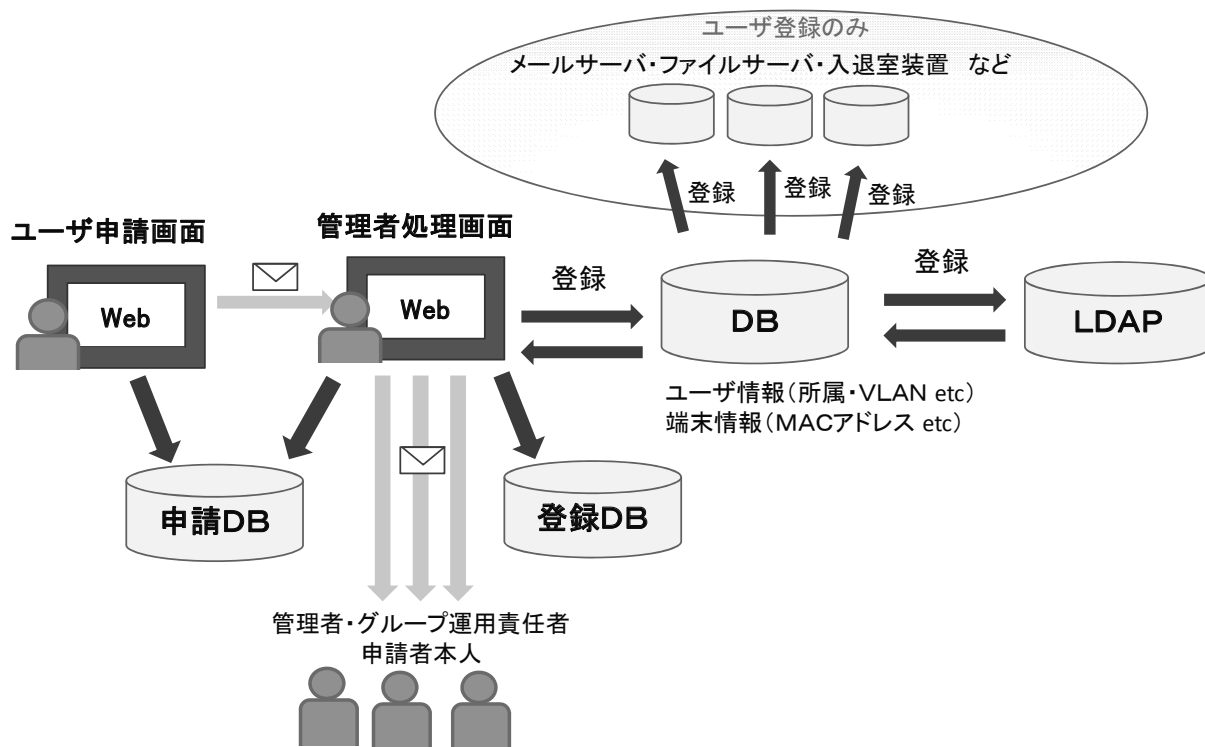 ユーザ登録のみ
メールサーバ・ファイルサーバ・入退室装置 など
登録
登録
登録
ユーザ申請画面
管理者処理画面
Web
Web
登録
DB
登録
LDAP
ユーザ情報(所属・VLAN etc)
端末情報(MACアドレス etc)
申請DB
登録DB
管理者・グループ運用責任者
申請者本人